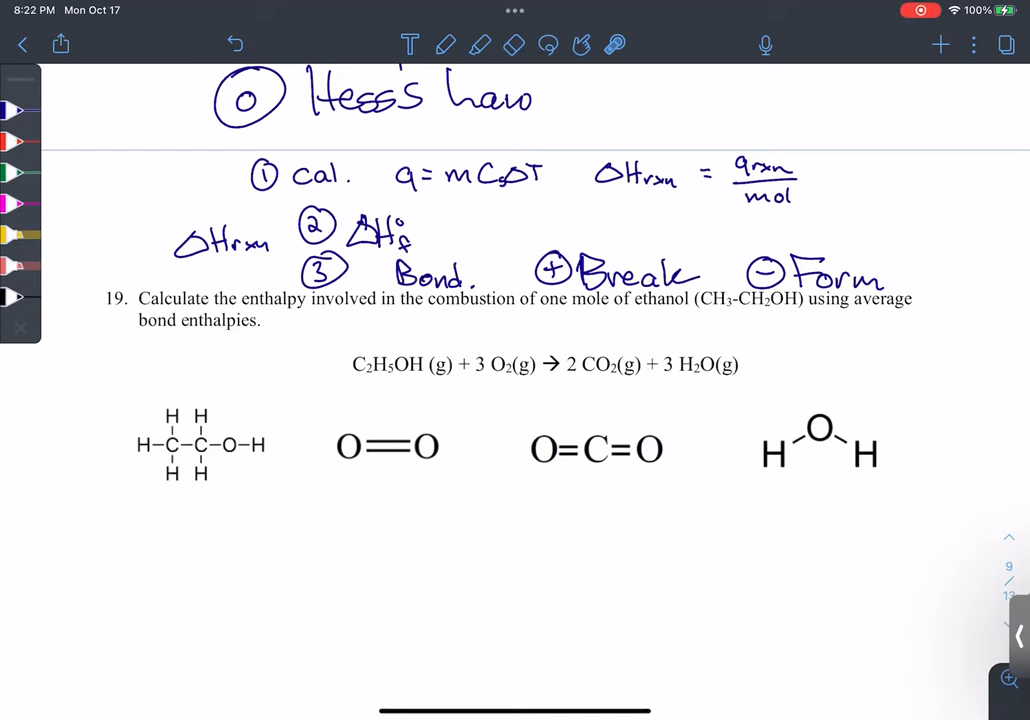 8:22 PM Mon Oct 17
100%
⓪ Hess's Law
① cal. q = mCsΔT ΔHrxn = qrxn / mol
ΔHrxn ② ΔH°f
③ Bond. ⊕ Break ⊖ Form
19. Calculate the enthalpy involved in the combustion of one mole of ethanol (CH₃-CH₂OH) using average
bond enthalpies.
C₂H₅OH (g) + 3 O₂(g) → 2 CO₂(g) + 3 H₂O(g)
H H
H-C-C-O-H O=O O=C=O H O H
H H
9
/
13